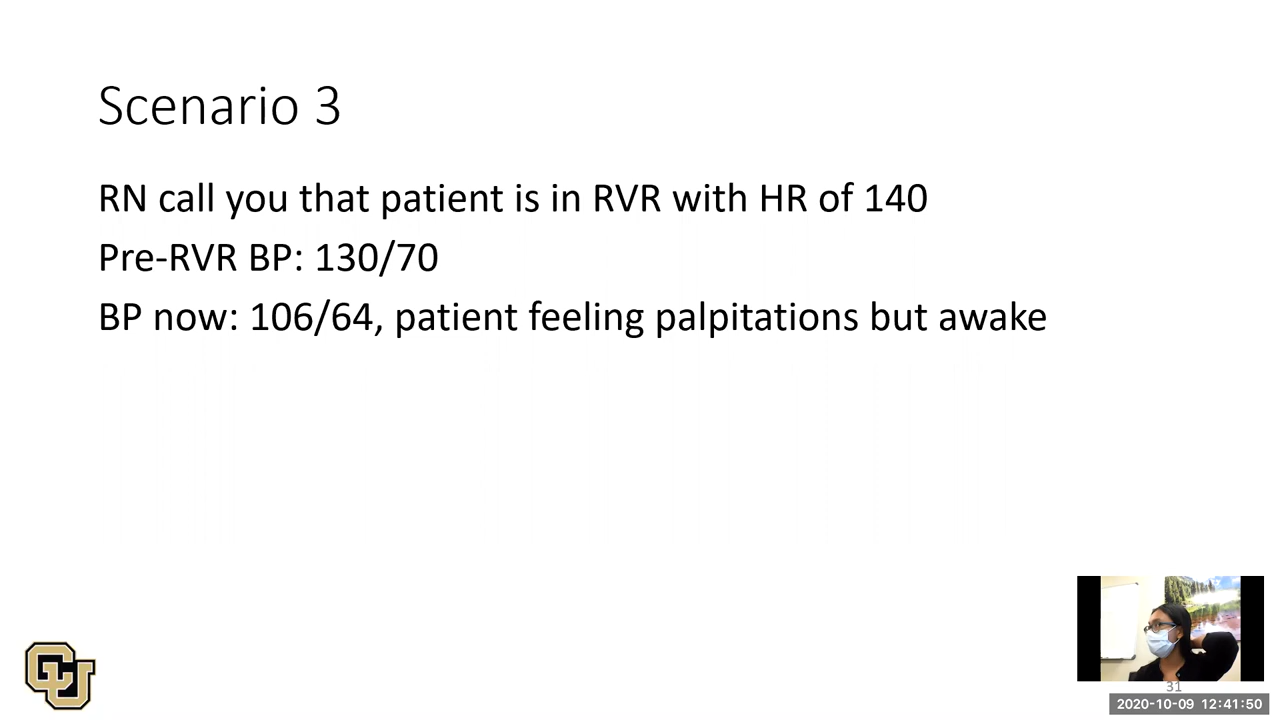 Scenario 3
RN call you that patient is in RVR with HR of 140
Pre-RVR BP: 130/70
BP now: 106/64, patient feeling palpitations but awake
CU
31
2020-10-09 12:41:50